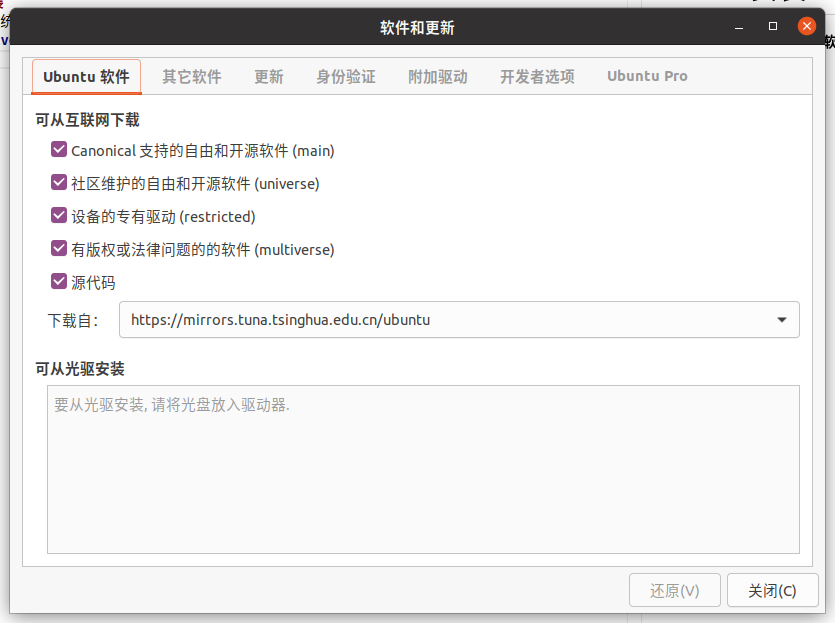 软件和更新
Ubuntu 软件 其它软件 更新 身份验证 附加驱动 开发者选项 Ubuntu Pro
可从互联网下载
Canonical 支持的自由和开源软件 (main)
社区维护的自由和开源软件 (universe)
设备的专有驱动 (restricted)
有版权或法律问题的的软件 (multiverse)
源代码
下载自： https://mirrors.tuna.tsinghua.edu.cn/ubuntu
可从光驱安装
要从光驱安装, 请将光盘放入驱动器.
还原(V) 关闭(C)